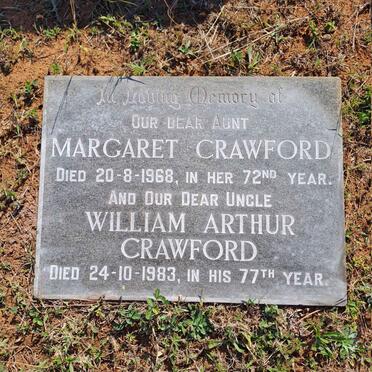 In Loving Memory of
OUR DEAR AUNT
MARGARET CRAWFORD
DIED 20-8-1968, IN HER 72ND YEAR.
AND OUR DEAR UNCLE
WILLIAM ARTHUR
CRAWFORD
DIED 24-10-1983, IN HIS 77TH YEAR.